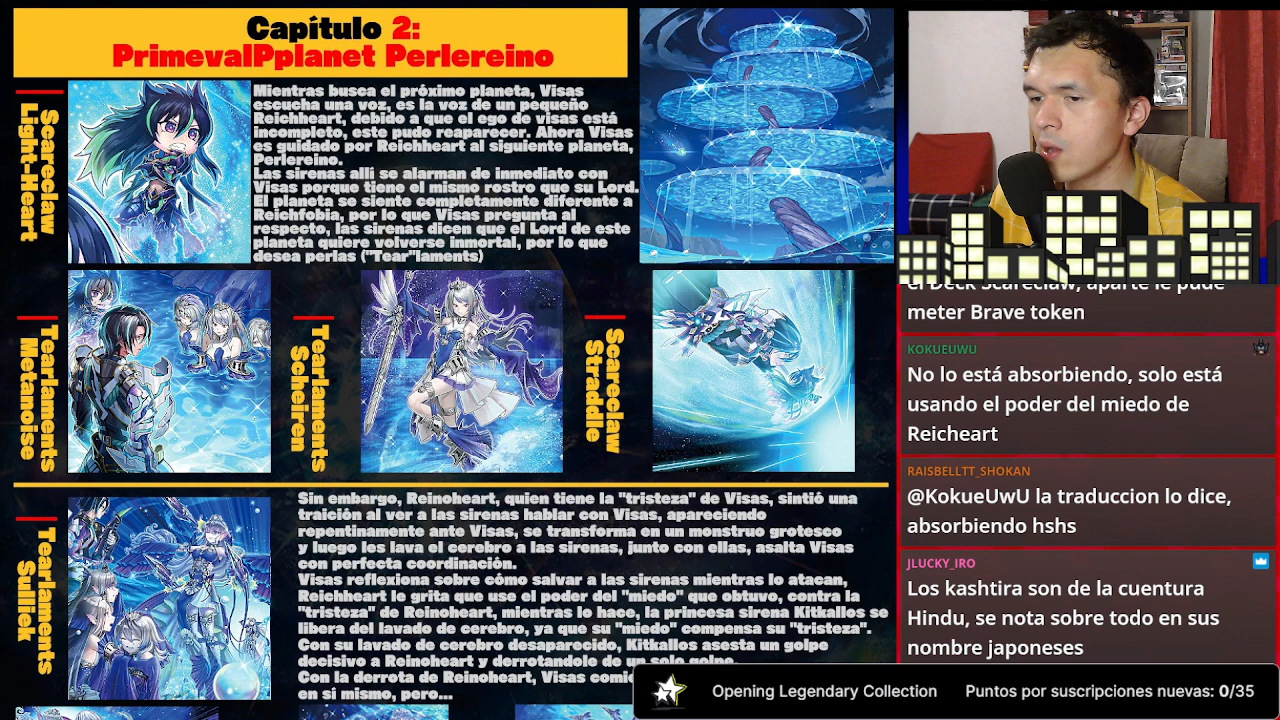 Capítulo 2:
PrimevalPplanet Perlereino
Scareclaw
Light-Heart
Mientras busca el próximo planeta, Visas
escucha una voz, es la voz de un pequeño
Reichheart, debido a que el ego de visas está
incompleto, este pudo reaparecer. Ahora Visas
es guiado por Reichheart al siguiente planeta,
Perlereino.
Las sirenas allí se alarman de inmediato con
Visas porque tiene el mismo rostro que su Lord.
El planeta se siente completamente diferente a
Reichfobia, por lo que Visas pregunta al
respecto, las sirenas dicen que el Lord de este
planeta quiere volverse inmortal, por lo que
desea perlas ("Tear"laments)
Tearlaments
Metanoise
Tearlaments
Scheiren
Scareclaw
Straddle
Tearlaments
Sulliek
Sin embargo, Reinoheart, quien tiene la "tristeza" de Visas, sintió una
traición al ver a las sirenas hablar con Visas, apareciendo
repentinamente ante Visas, se transforma en un monstruo grotesco
y luego les lava el cerebro a las sirenas, junto con ellas, asalta Visas
con perfecta coordinación.
Visas reflexiona sobre cómo salvar a las sirenas mientras lo atacan,
Reichheart le grita que use el poder del "miedo" que obtuvo, contra la
"tristeza" de Reinoheart, mientras lo hace, la princesa sirena Kitkallos se
libera del lavado de cerebro, ya que su "miedo" compensa su "tristeza".
Con su lavado de cerebro desaparecido, Kitkallos asesta un golpe
decisivo a Reinoheart y derrotandole de un solo golpe.
Con la derrota de Reinoheart, Visas
en sí mismo, pero...
el Deck Scareclaw, aparte le pude
meter Brave token
KOKUEUWU
No lo está absorbiendo, solo está
usando el poder del miedo de
Reicheart
RAISBELLTT_SHOKAN
@KokueUwU la traduccion lo dice,
absorbiendo hshs
JLUCKY_IRO
Los kashtira son de la cuentura
Hindu, se nota sobre todo en sus
nombre japoneses
Opening Legendary Collection
Puntos por suscripciones nuevas: 0/35